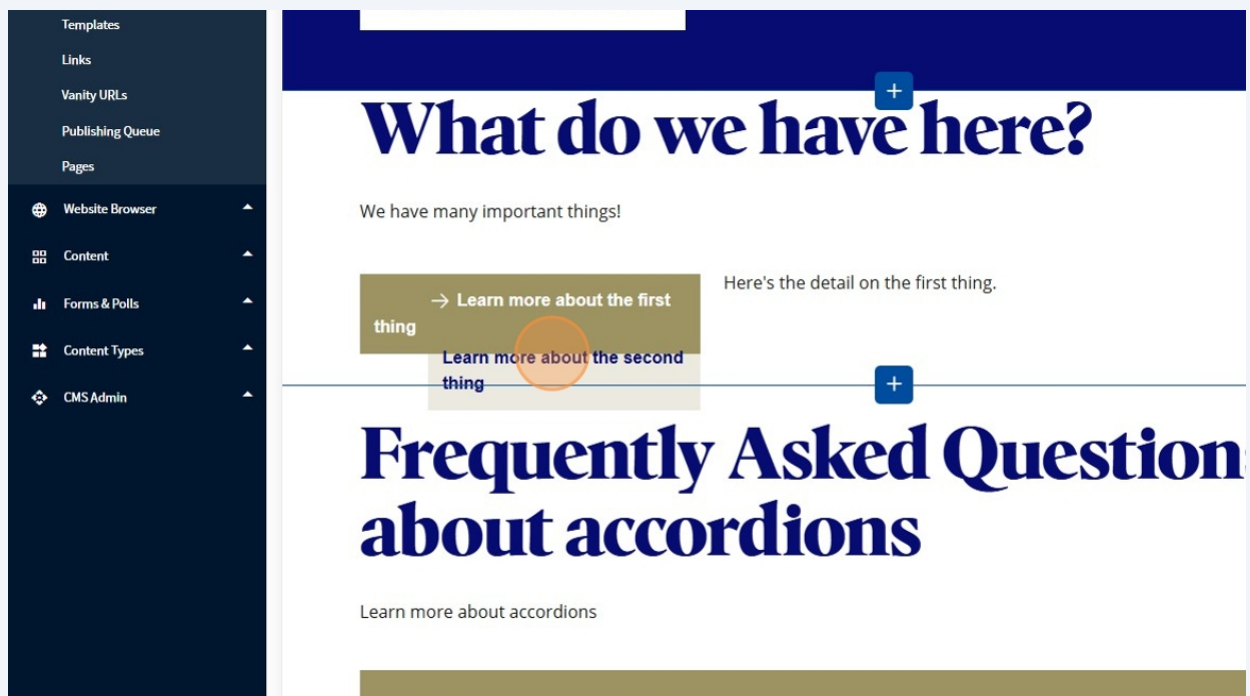 Templates
Links
Vanity URLs
Publishing Queue
Pages
Website Browser
Content
Forms & Polls
Content Types
CMS Admin
What do we have here?
We have many important things!
→ Learn more about the first
thing
Here's the detail on the first thing.
Learn more about the second
thing
Frequently Asked Question
about accordions
Learn more about accordions